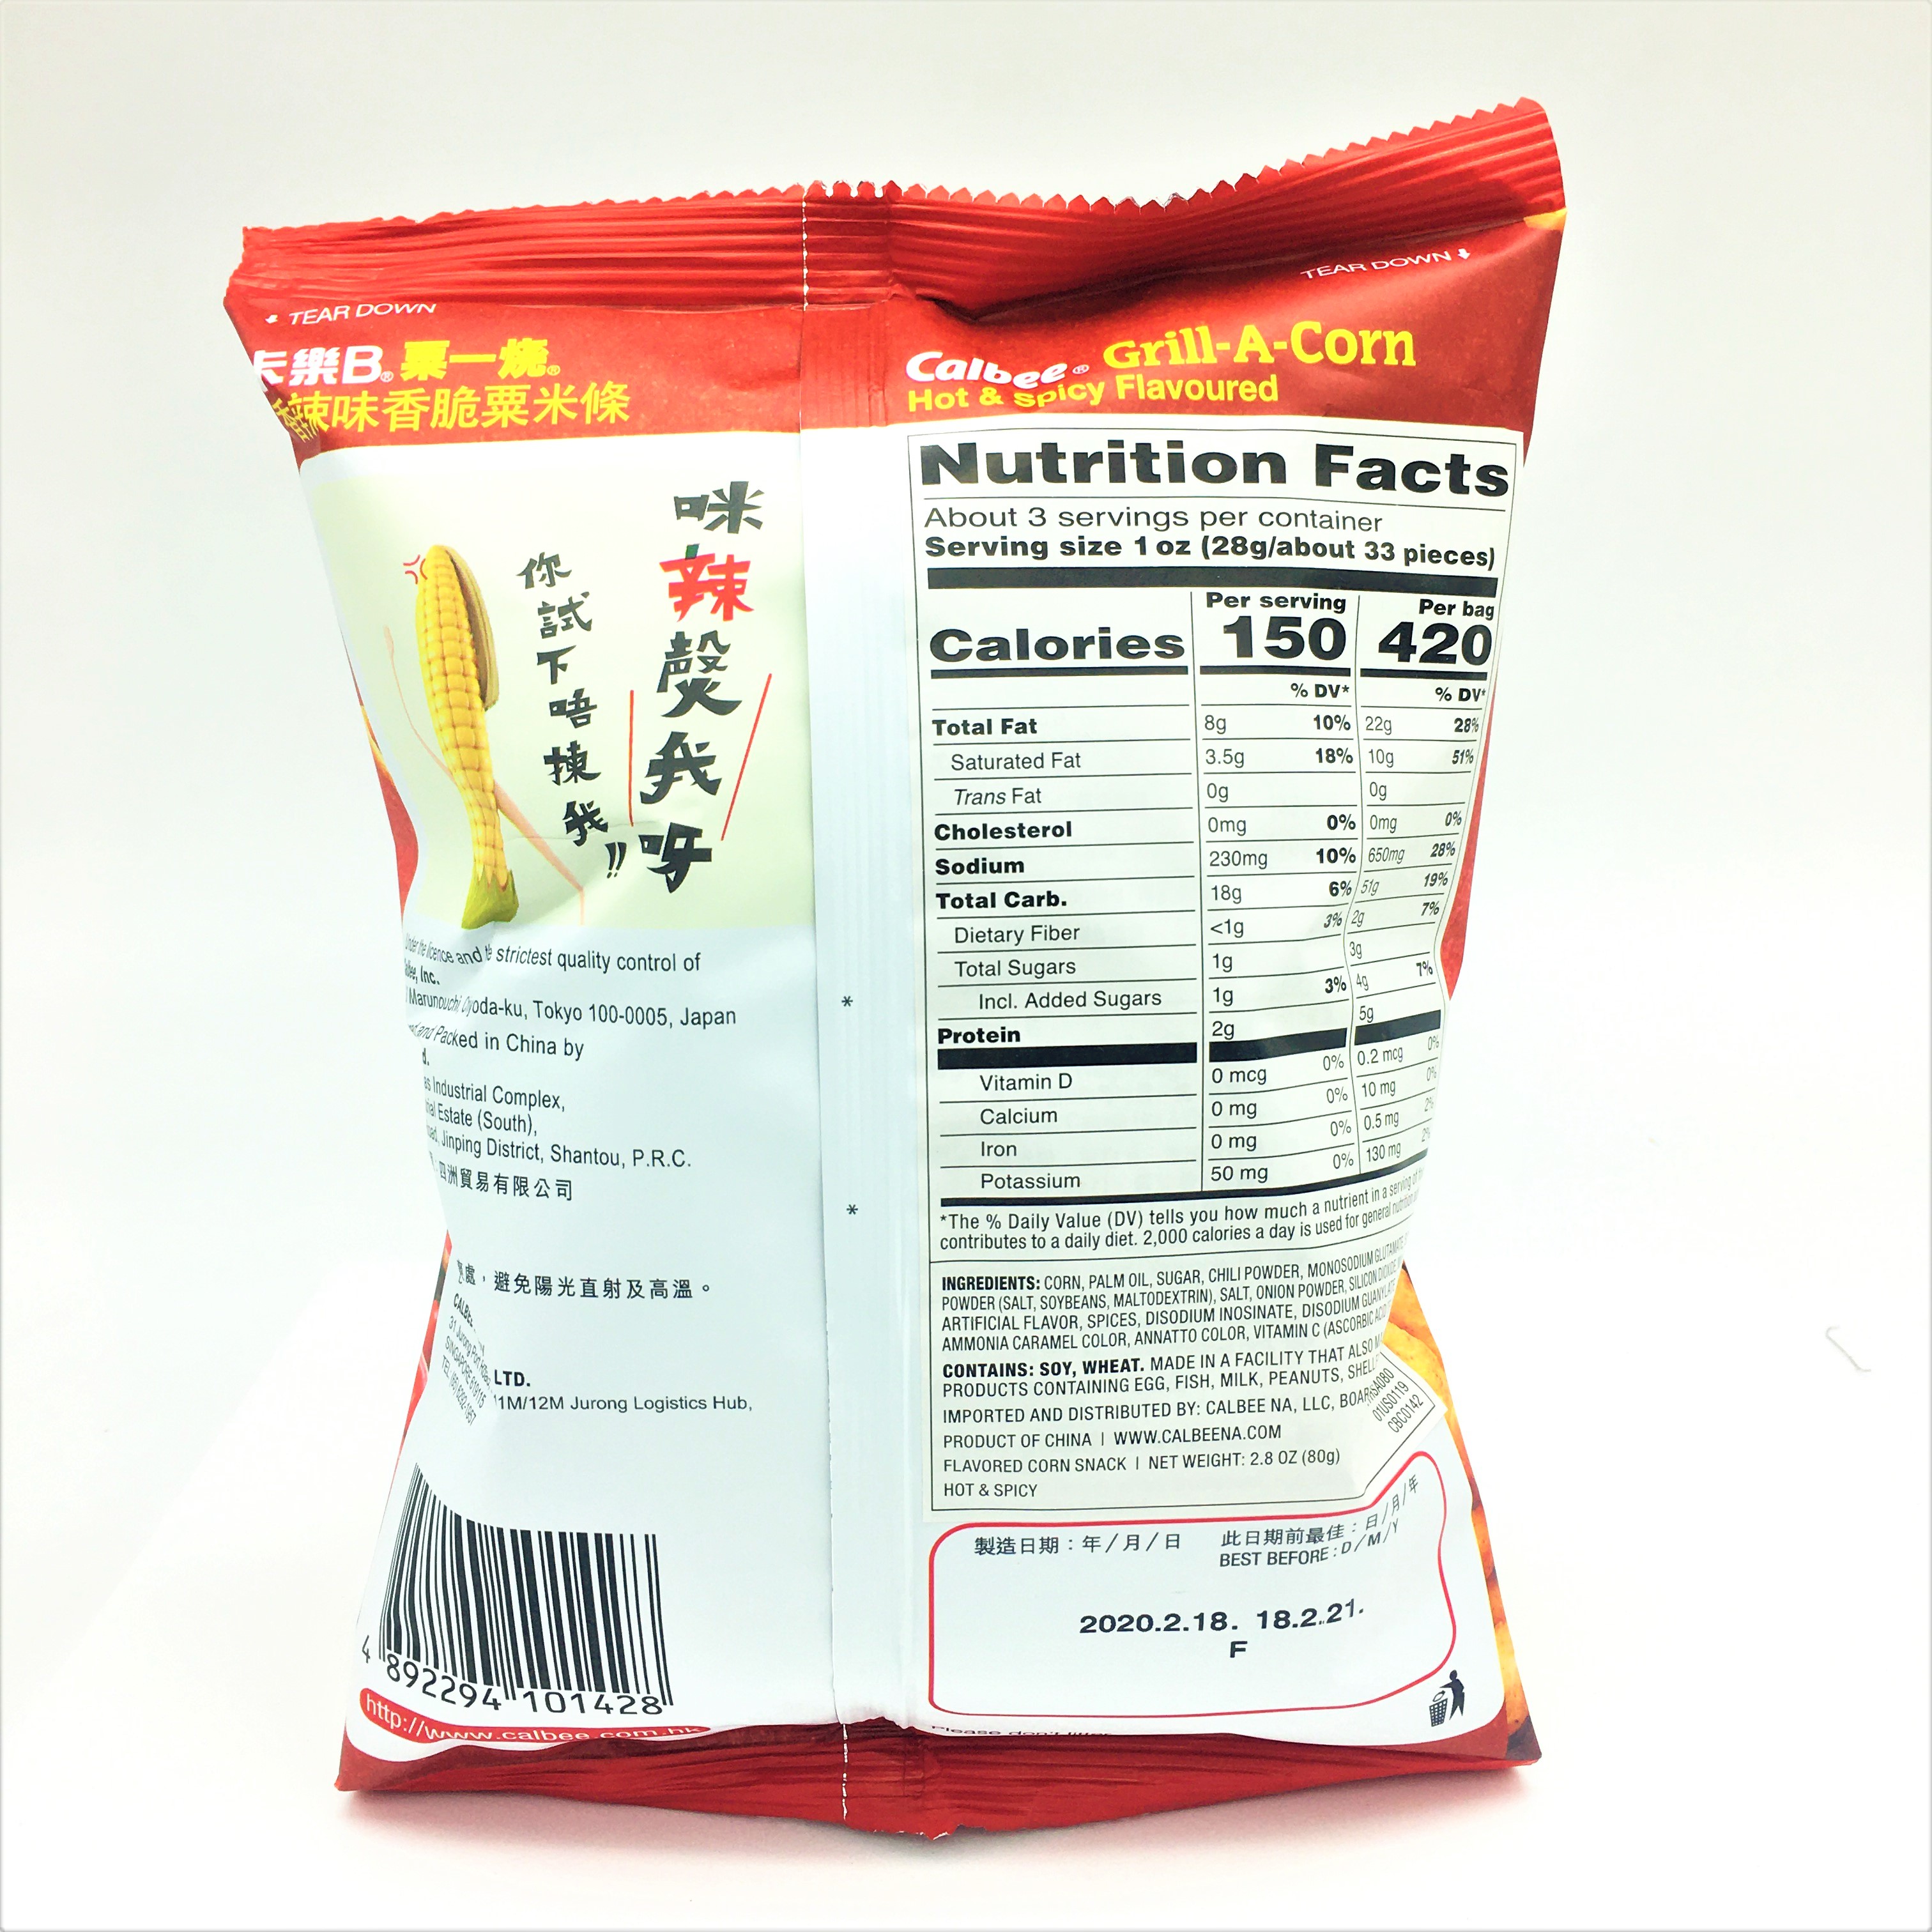 TEAR DOWN
TEAR DOWN
卡樂B® 粟一燒®
香辣味香脆粟米條
Calbee® Grill-A-Corn
Hot & Spicy Flavoured
咪辣㷫我呀
你試下唔揀我!!
Under the licence and the strictest quality control of
Calbee, Inc.
Marunouchi, Chiyoda-ku, Tokyo 100-0005, Japan
and Packed in China by
Industrial Complex,
Estate (South),
Jinping District, Shantou, P.R.C.
四洲貿易有限公司
處，避免陽光直射及高溫。
LTD.
11M/12M Jurong Logistics Hub,
4 892294 101428
http://www.calbee.com.hk
*
*
Nutrition Facts
About 3 servings per container
Serving size 1 oz (28g/about 33 pieces)
Per serving Per bag
Calories 150 420
% DV* % DV*
Total Fat 8g 10% 22g 28%
Saturated Fat 3.5g 18% 10g 51%
Trans Fat 0g 0g
Cholesterol 0mg 0% 0mg 0%
Sodium 230mg 10% 650mg 28%
Total Carb. 18g 6% 51g 19%
Dietary Fiber <1g 3% 2g 7%
Total Sugars 1g 3g
Incl. Added Sugars 1g 3% 4g 7%
Protein 2g 5g
Vitamin D 0 mcg 0% 0.2 mcg 0%
Calcium 0 mg 0% 10 mg 0%
Iron 0 mg 0% 0.5 mg 2%
Potassium 50 mg 0% 130 mg 2%
*The % Daily Value (DV) tells you how much a nutrient in a serving of
contributes to a daily diet. 2,000 calories a day is used for general nutrition
INGREDIENTS: CORN, PALM OIL, SUGAR, CHILI POWDER, MONOSODIUM GLUTAMATE
POWDER (SALT, SOYBEANS, MALTODEXTRIN), SALT, ONION POWDER, SILICON DIOXIDE
ARTIFICIAL FLAVOR, SPICES, DISODIUM INOSINATE, DISODIUM GUANYLATE
AMMONIA CARAMEL COLOR, ANNATTO COLOR, VITAMIN C (ASCORBIC ACID
CONTAINS: SOY, WHEAT. MADE IN A FACILITY THAT ALSO
PRODUCTS CONTAINING EGG, FISH, MILK, PEANUTS,
IMPORTED AND DISTRIBUTED BY: CALBEE NA, LLC,
PRODUCT OF CHINA | WWW.CALBEENA.COM
FLAVORED CORN SNACK | NET WEIGHT: 2.8 OZ (80g)
HOT & SPICY
01US0119
CBC0142
製造日期：年/月/日 此日期前最佳：日/月/年
BEST BEFORE : D/M/Y
2020.2.18. 18.2.21.
F
Please don't litter